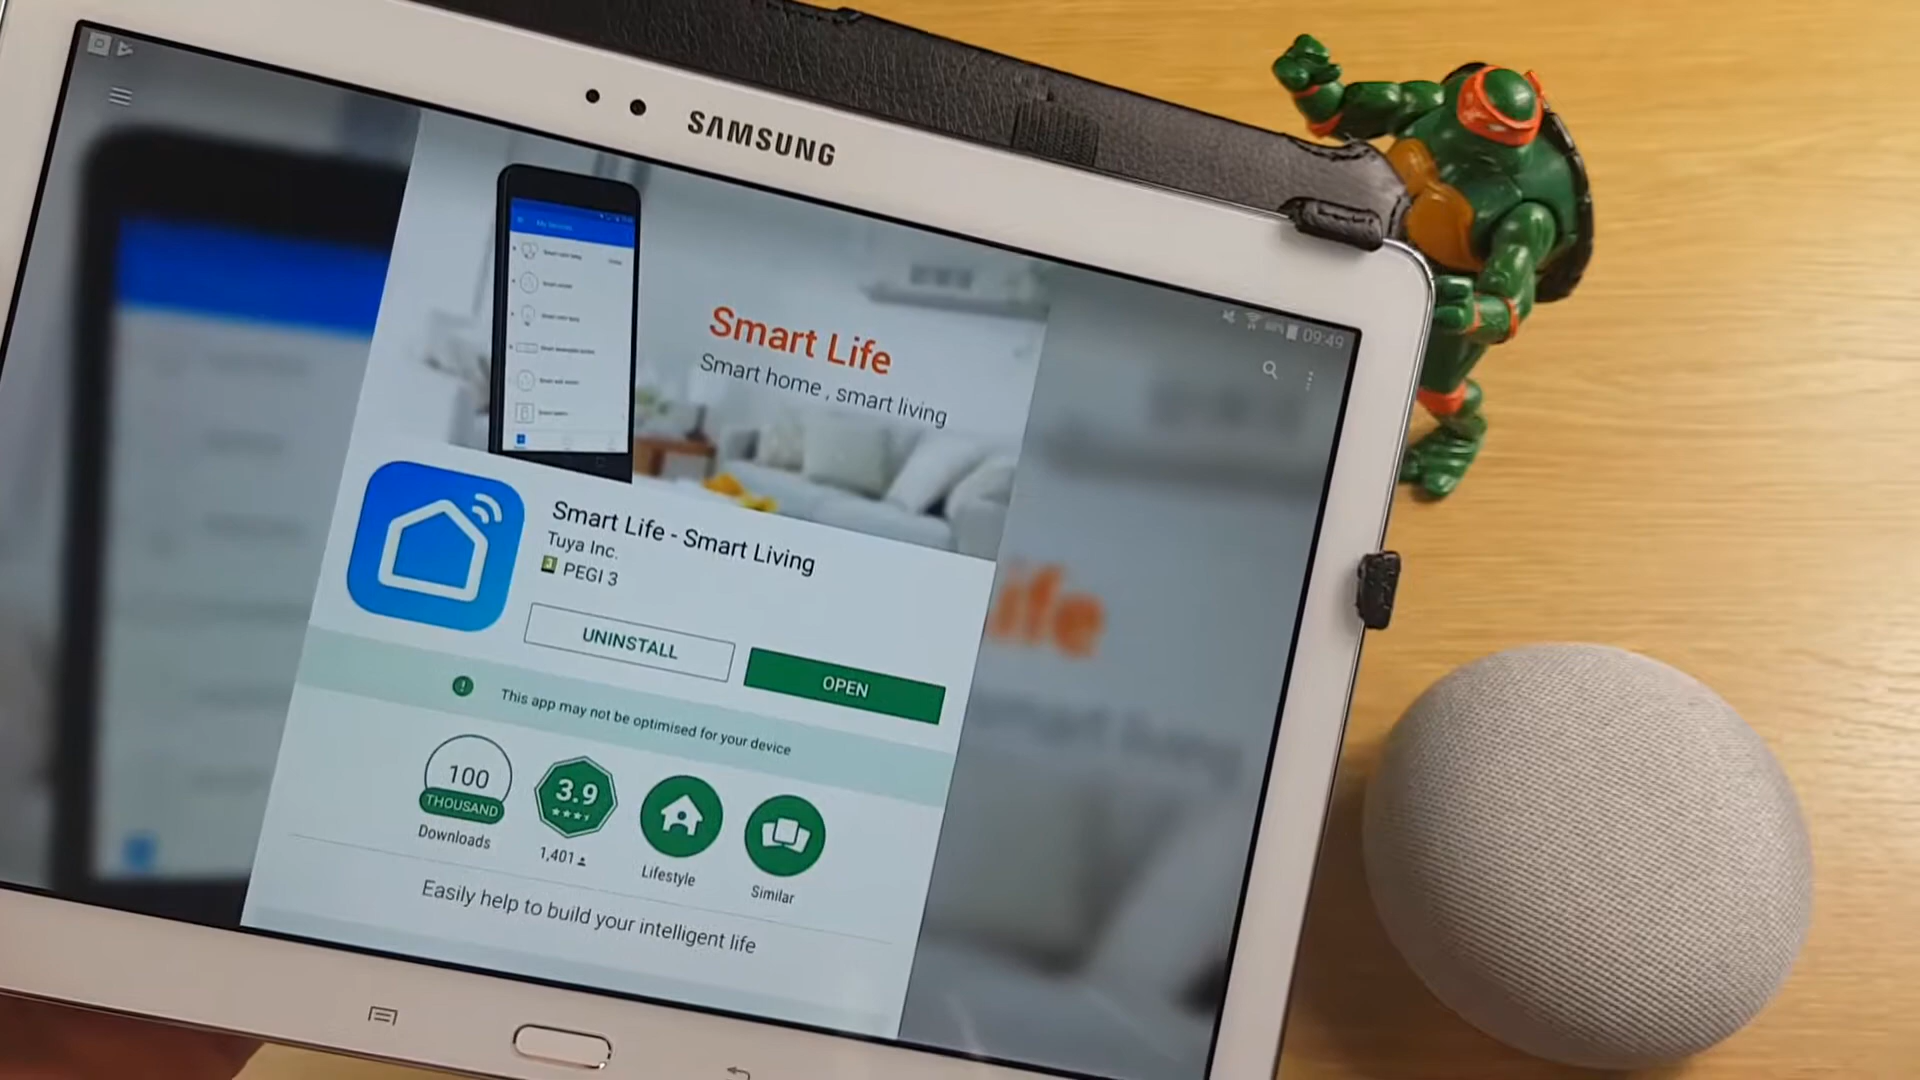 SAMSUNG
09:49
Smart Life
Smart home , smart living
Smart Life - Smart Living
Tuya Inc.
3 PEGI 3
UNINSTALL
OPEN
This app may not be optimised for your device
100
THOUSAND
Downloads
3.9
1,401
Lifestyle
Similar
Easily help to build your intelligent life
ife